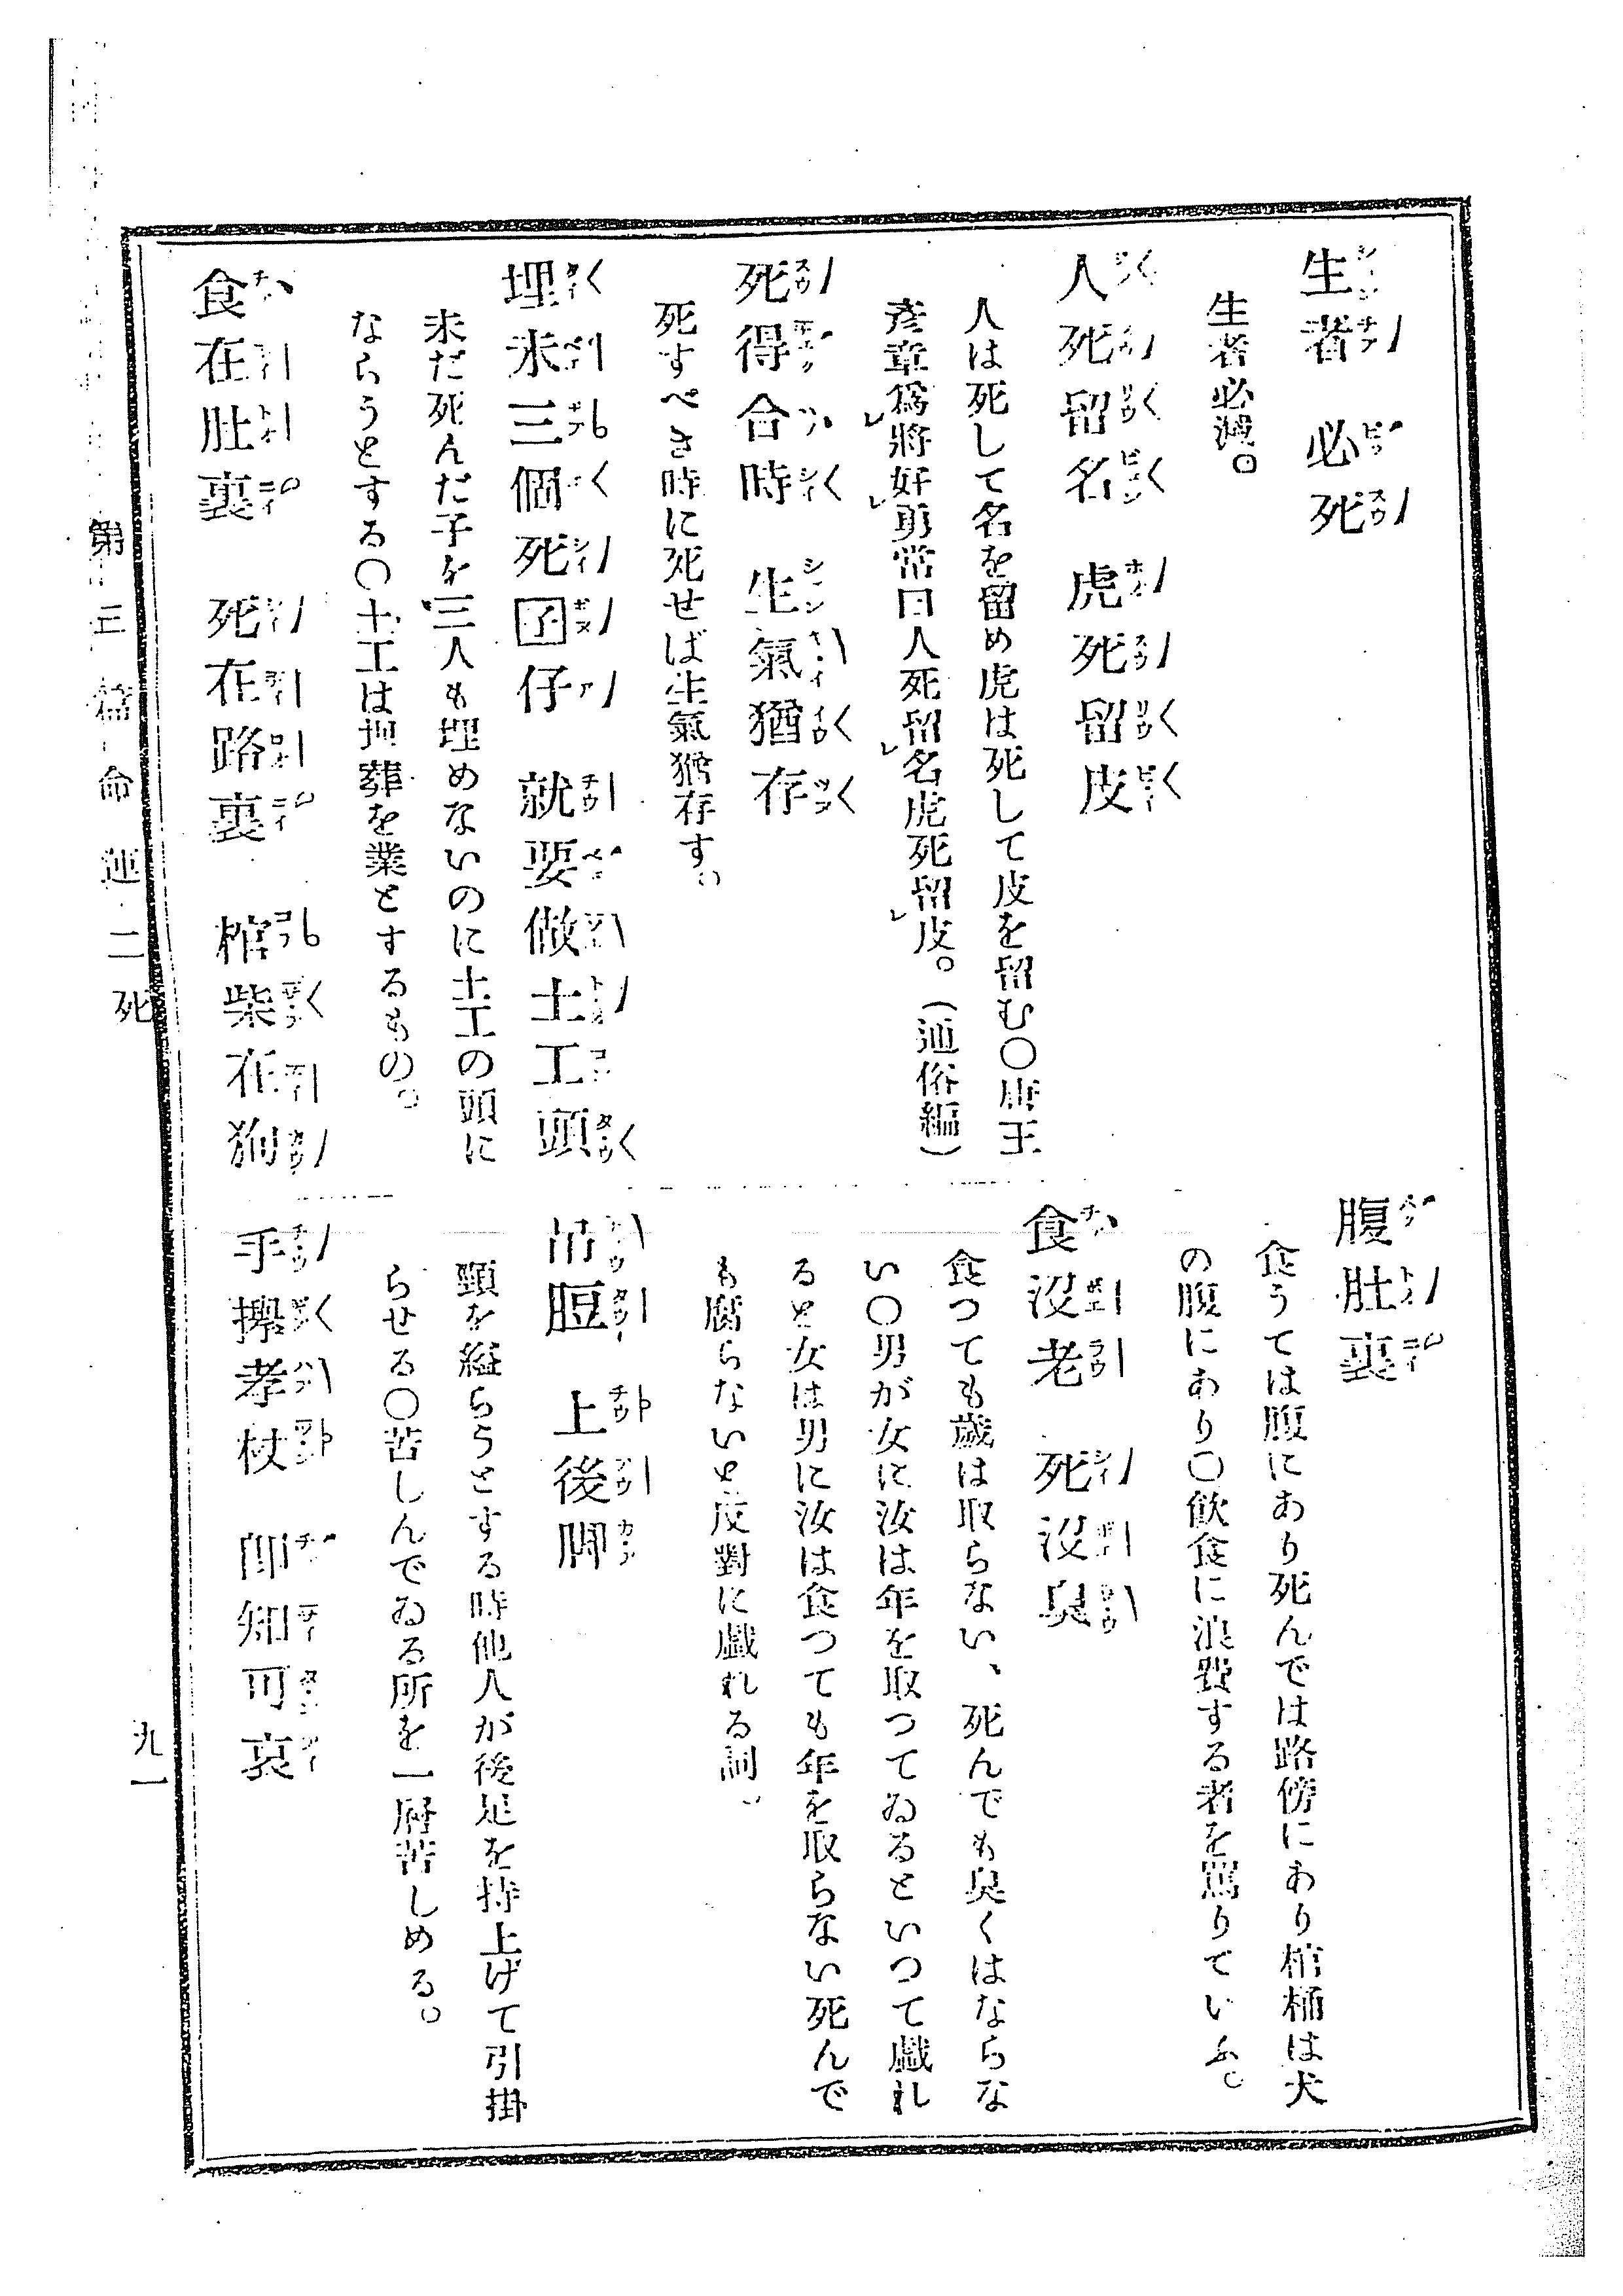 生者　必死
生者必滅。
人死留名　虎死留皮
人は死して名を留め虎は死して皮を留む〇唐王
彥章爲將好勇常曰人死留名虎死留皮。（通俗編）
死得合時　生氣猶存
死すべき時に死せば生氣猶存す。
埋未三個死囝仔　就要做土工頭
未だ死んだ子を三人も埋めないのに土工の頭に
ならうとする〇土工は埋葬を業とするもの。
食在肚裏　死在路裏　棺柴在狗
腹肚裏
食うては腹にあり死んでは路傍にあり棺桶は犬
の腹にあり〇飲食に浪費する者を罵りていふ。
食沒老　死沒臭
食つても歲は取らない、死んでも臭くはならな
い〇男が女に汝は年を取つてゐるといつて戯れ
ると女は男に汝は食つても年を取らない死んで
も腐らないと反對に戯れる詞。
吊脰　上後脚
頸を縊らうとする時他人が後足を持上げて引掛
らせる〇苦しんでゐる所を一層苦しめる。
手擇孝杖　即知可哀
第三篇　命運　二　死
九一